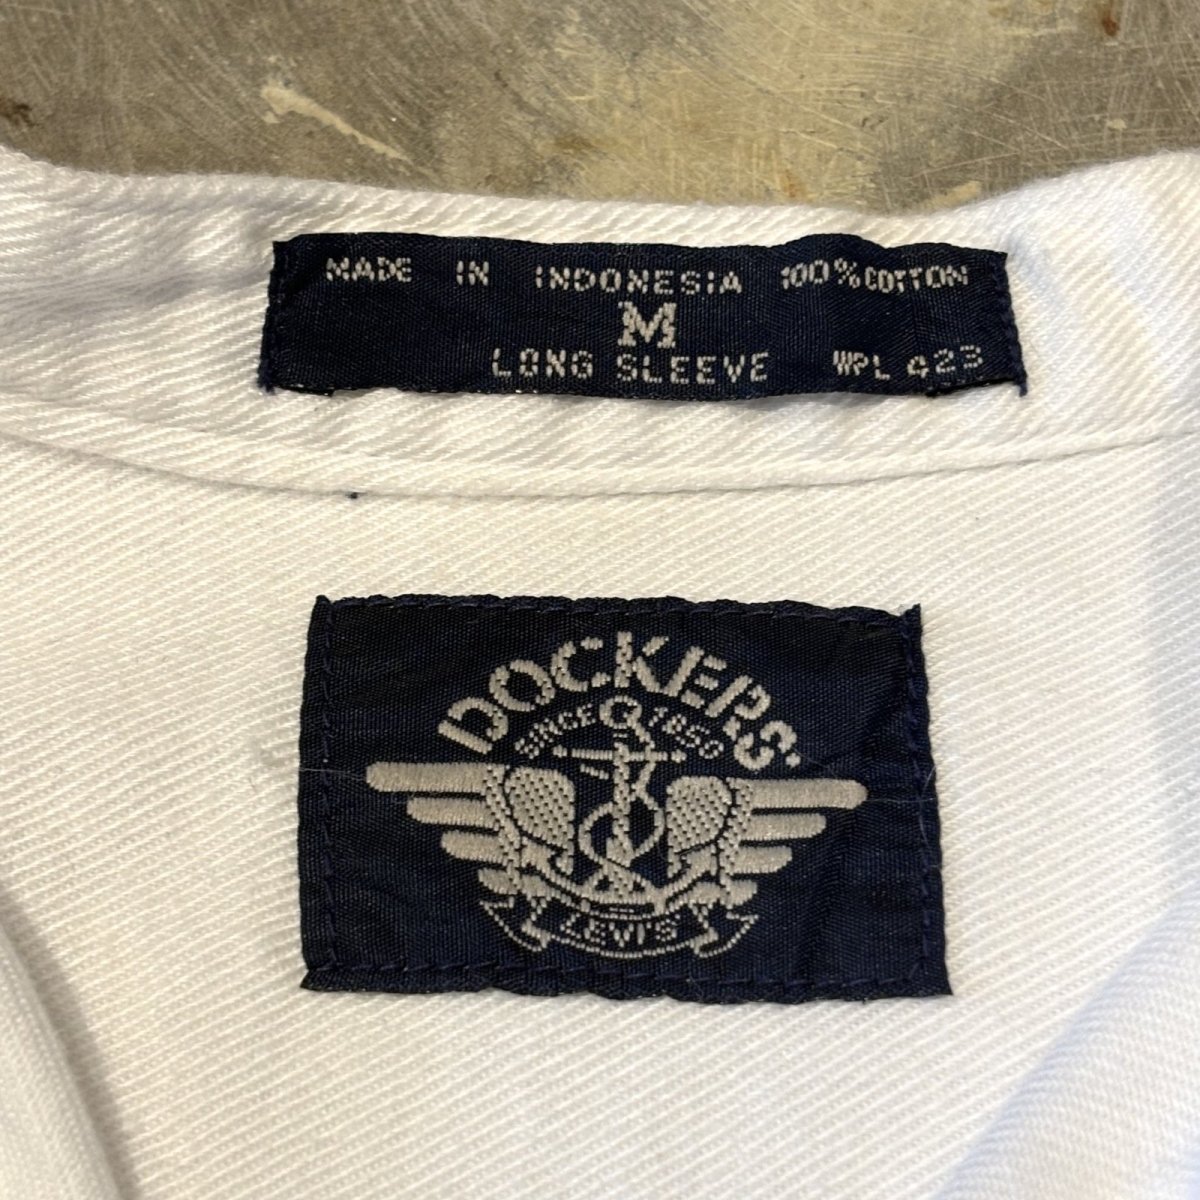 MADE IN INDONESIA 100% COTTON
M
LONG SLEEVE WPL 423
DOCKERS
SINCE 1850
LEVI'S